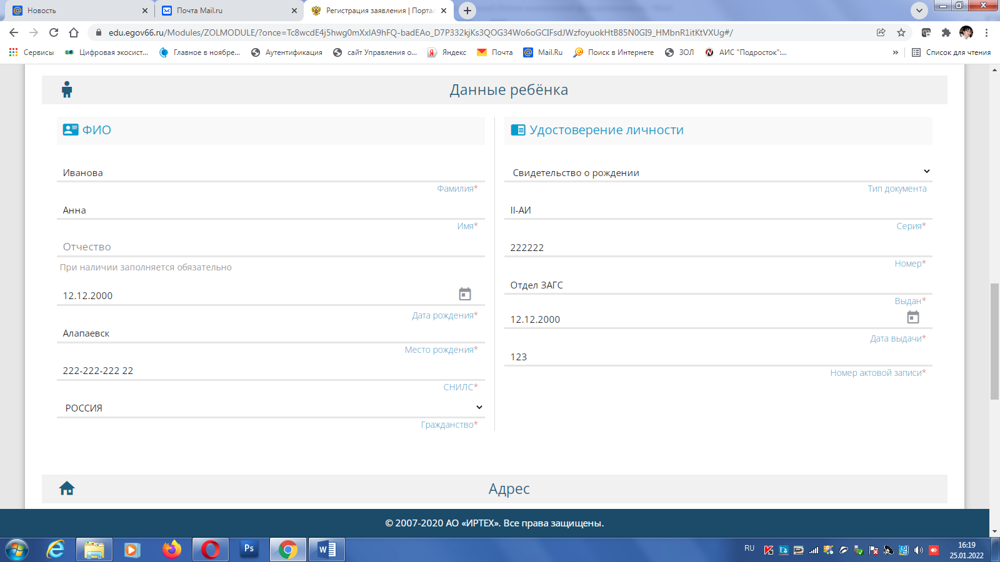 Новость
Почта Mail.ru
Регистрация заявления | Порта
edu.egov66.ru/Modules/ZOLMODULE/?once=Tc8wcdE4j5hwg0mXxIA9hFQ-badEAo_D7P332kjKs3QOG34Wo6oGCIFsdJWzfoyuokHtB85N0GI9_HMbnR1itKtVXUg#/
Сервисы
Цифровая экосист...
Главное в ноябре...
Аутентификация
сайт Управления о...
Яндекс
Почта
Mail.Ru
Поиск в Интернете
ЗОЛ
АИС "Подросток":...
»
Список для чтения
Данные ребёнка
ФИО
Иванова
Фамилия*
Анна
Имя*
Отчество
При наличии заполняется обязательно
12.12.2000
Дата рождения*
Алапаевск
Место рождения*
222-222-222 22
СНИЛС*
РОССИЯ
Гражданство*
Удостоверение личности
Свидетельство о рождении
Тип документа
II-АИ
Серия*
222222
Номер*
Отдел ЗАГС
Выдан*
12.12.2000
Дата выдачи*
123
Номер актовой записи*
Адрес
© 2007-2020 АО «ИРТЕХ». Все права защищены.
Ps
RU
16:19
25.01.2022